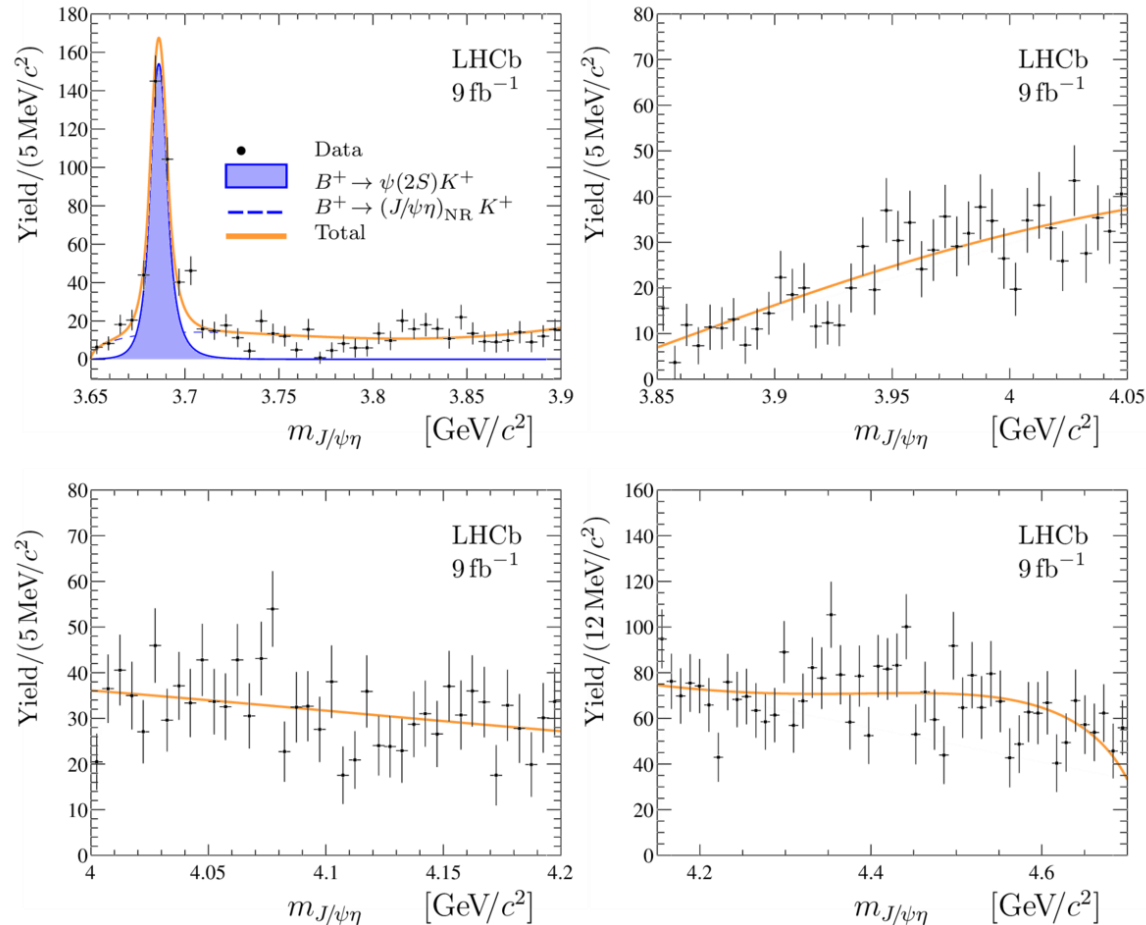 180
160
140
120
100
80
60
40
20
0
Yield/(5 MeV/c²)
LHCb
9 fb⁻¹
Data
B⁺ → ψ(2S)K⁺
B⁺ → (J/ψη)NR K⁺
Total
3.65 3.7 3.75 3.8 3.85 3.9
mJ/ψη [GeV/c²]
80
70
60
50
40
30
20
10
0
Yield/(5 MeV/c²)
LHCb
9 fb⁻¹
3.85 3.9 3.95 4 4.05
mJ/ψη [GeV/c²]
80
70
60
50
40
30
20
10
0
Yield/(5 MeV/c²)
LHCb
9 fb⁻¹
4 4.05 4.1 4.15 4.2
mJ/ψη [GeV/c²]
160
140
120
100
80
60
40
20
0
Yield/(12 MeV/c²)
LHCb
9 fb⁻¹
4.2 4.4 4.6
mJ/ψη [GeV/c²]